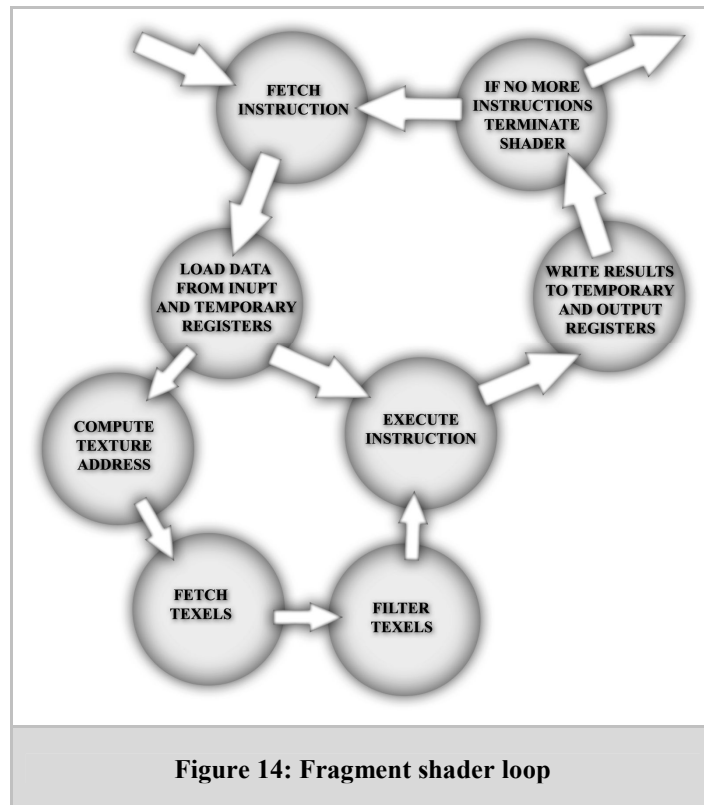 FETCH
INSTRUCTION
IF NO MORE
INSTRUCTIONS
TERMINATE
SHADER
LOAD DATA
FROM INUPT
AND TEMPORARY
REGISTERS
WRITE RESULTS
TO TEMPORARY
AND OUTPUT
REGISTERS
COMPUTE
TEXTURE
ADDRESS
EXECUTE
INSTRUCTION
FETCH
TEXELS
FILTER
TEXELS
Figure 14: Fragment shader loop